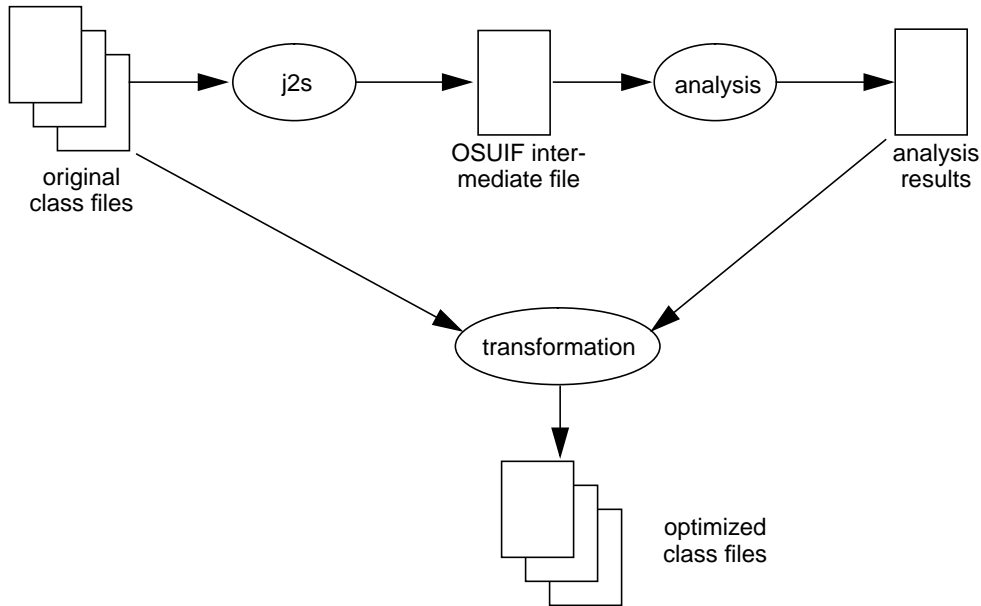 j2s
analysis
OSUIF inter-
mediate file
analysis
results
original
class files
transformation
optimized
class files